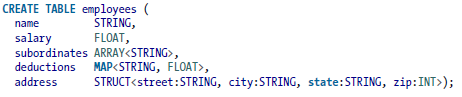 CREATE TABLE employees (
name STRING,
salary FLOAT,
subordinates ARRAY<STRING>,
deductions MAP<STRING, FLOAT>,
address STRUCT<street:STRING, city:STRING, state:STRING, zip:INT>);